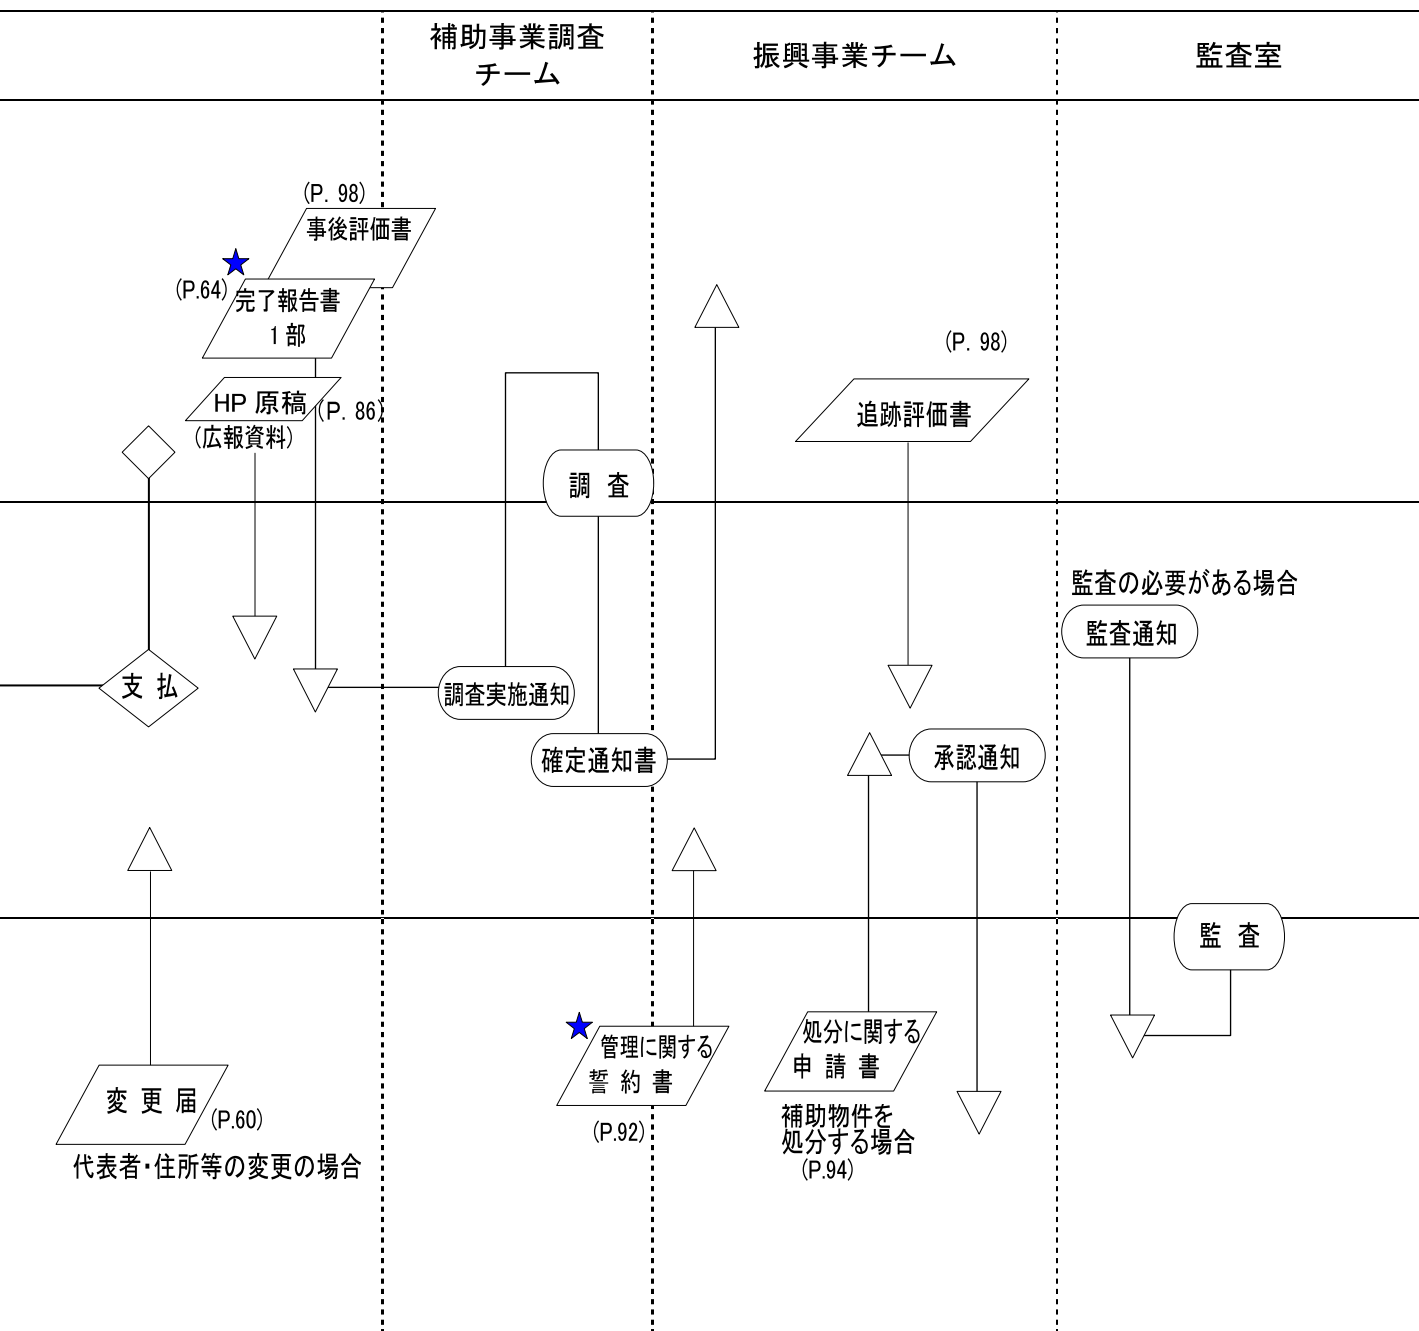 補助事業調査
チーム
振興事業チーム
監査室
(P. 98)
事後評価書
(P.64)
完了報告書
1 部
HP 原稿
(P. 86)
(広報資料)
(P. 98)
追跡評価書
調 査
監査の必要がある場合
監査通知
支 払
調査実施通知
確定通知書
承認通知
監 査
管理に関する
誓 約 書
(P.92)
処分に関する
申 請 書
補助物件を
処分する場合
(P.94)
変 更 届
(P.60)
代表者・住所等の変更の場合